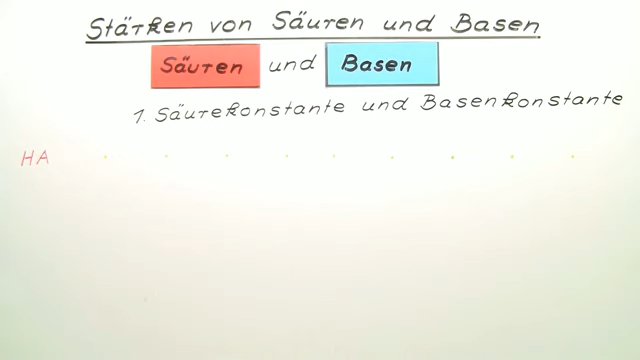 Stärken von Säuren und Basen
Säuren und Basen
1. Säurekonstante und Basenkonstante
HA